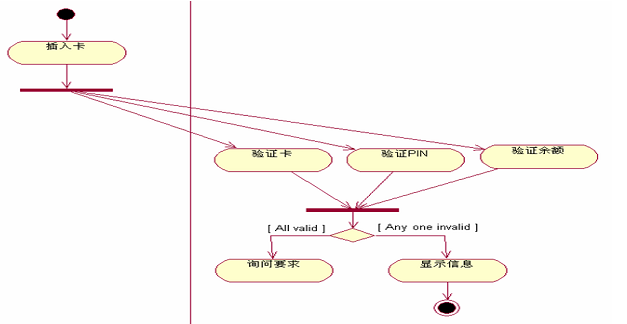 插入卡
验证卡
验证PIN
验证余额
[ All valid ]
[ Any one invalid ]
询问要求
显示信息